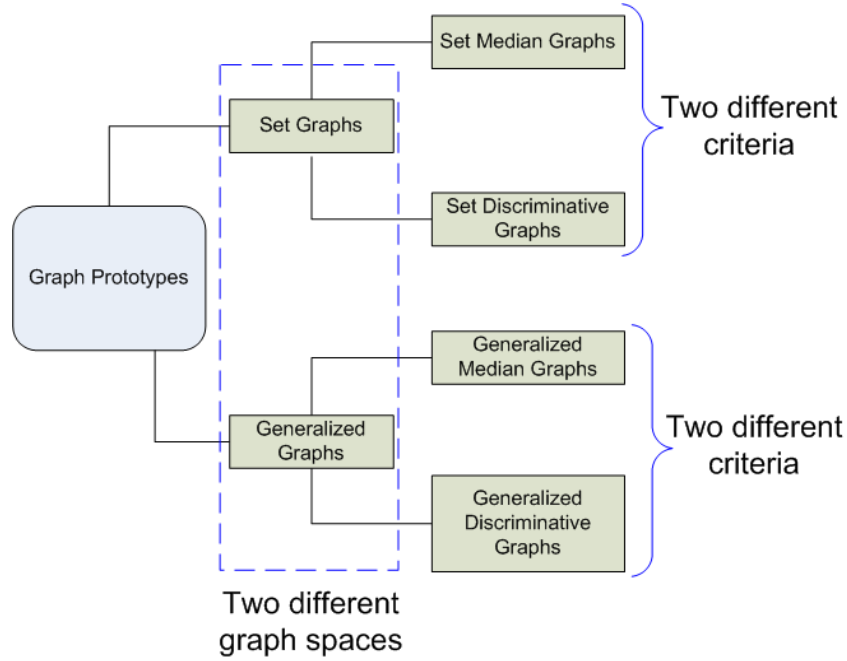 Set Median Graphs
Two different
criteria
Set Graphs
Set Discriminative
Graphs
Graph Prototypes
Generalized
Median Graphs
Two different
criteria
Generalized
Graphs
Generalized
Discriminative
Graphs
Two different
graph spaces